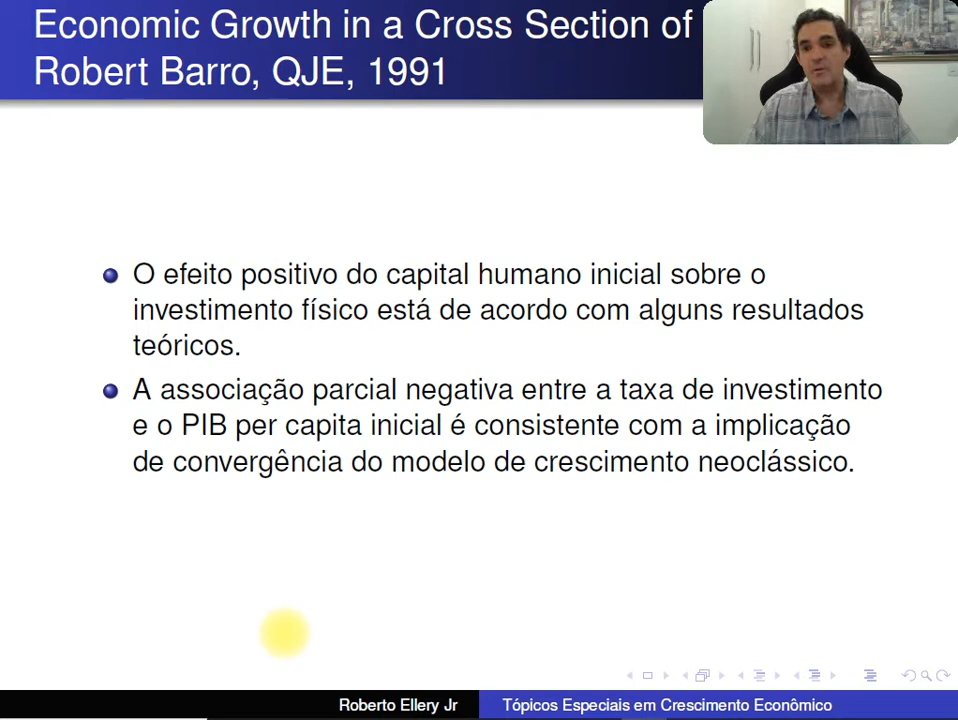 Economic Growth in a Cross Section of
Robert Barro, QJE, 1991
O efeito positivo do capital humano inicial sobre o
investimento físico está de acordo com alguns resultados
teóricos.
A associação parcial negativa entre a taxa de investimento
e o PIB per capita inicial é consistente com a implicação
de convergência do modelo de crescimento neoclássico.
Roberto Ellery Jr
Tópicos Especiais em Crescimento Econômico